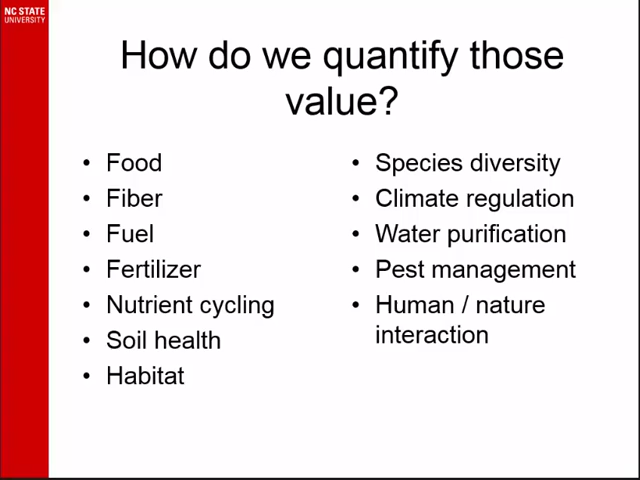 NC STATE
UNIVERSITY
How do we quantify those
value?
• Food
• Fiber
• Fuel
• Fertilizer
• Nutrient cycling
• Soil health
• Habitat
• Species diversity
• Climate regulation
• Water purification
• Pest management
• Human / nature
interaction